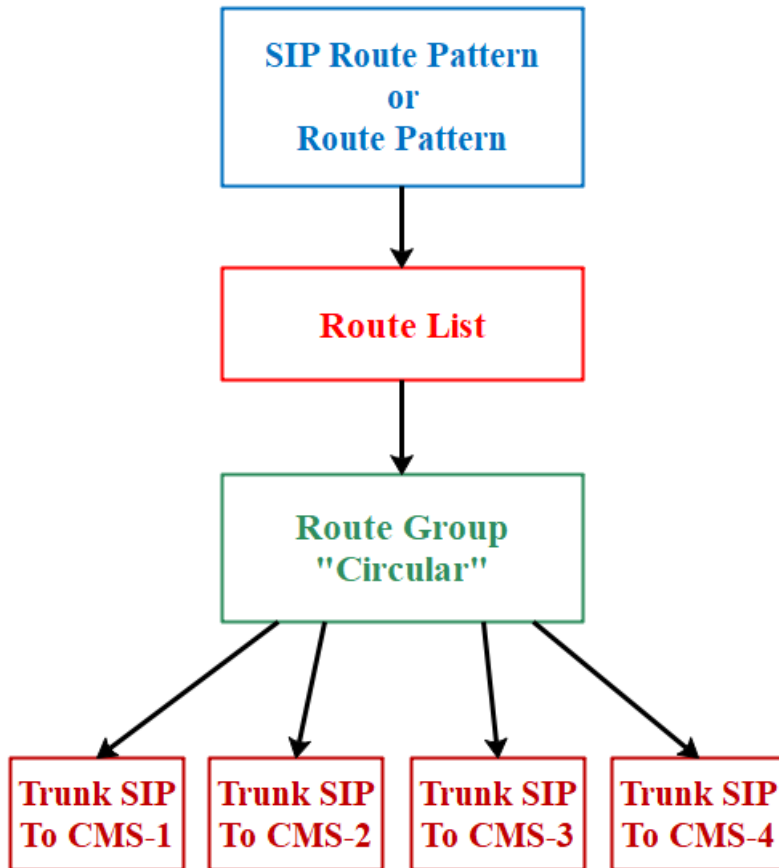 SIP Route Pattern
or
Route Pattern
Route List
Route Group
"Circular"
Trunk SIP
To CMS-1
Trunk SIP
To CMS-2
Trunk SIP
To CMS-3
Trunk SIP
To CMS-4